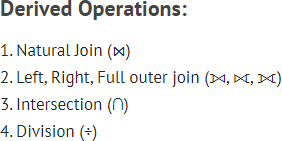 Derived Operations:
1. Natural Join (⋈)
2. Left, Right, Full outer join (⟕, ⟖, ⟗)
3. Intersection (∩)
4. Division (÷)